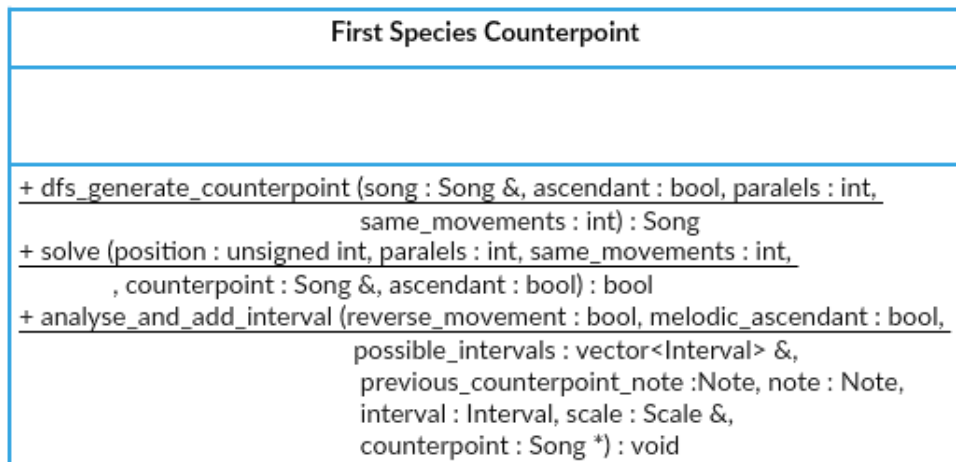 First Species Counterpoint
+ dfs_generate_counterpoint (song : Song &, ascendant : bool, paralels : int,
same_movements : int) : Song
+ solve (position : unsigned int, paralels : int, same_movements : int,
, counterpoint : Song &, ascendant : bool) : bool
+ analyse_and_add_interval (reverse_movement : bool, melodic_ascendant : bool,
possible_intervals : vector<Interval> &,
previous_counterpoint_note :Note, note : Note,
interval : Interval, scale : Scale &,
counterpoint : Song *) : void